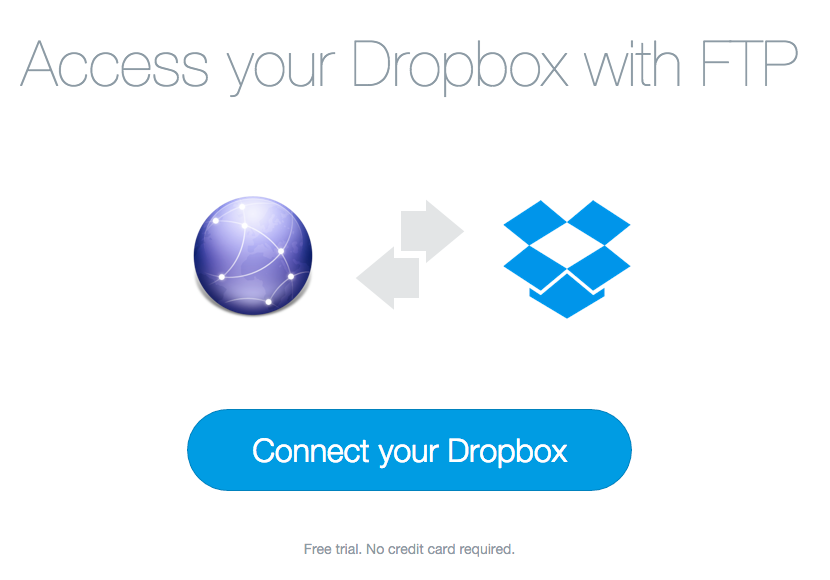 Access your Dropbox with FTP
Connect your Dropbox
Free trial. No credit card required.